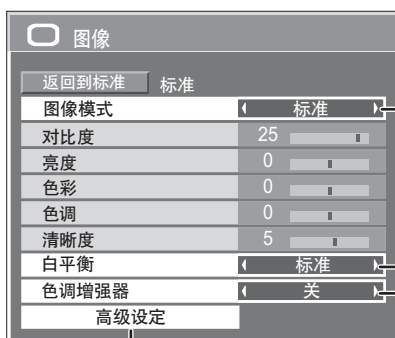 图像
返回到标准 标准
图像模式 标准
对比度 25
亮度 0
色彩 0
色调 0
清晰度 5
白平衡 标准
色调增强器 关
高级设定